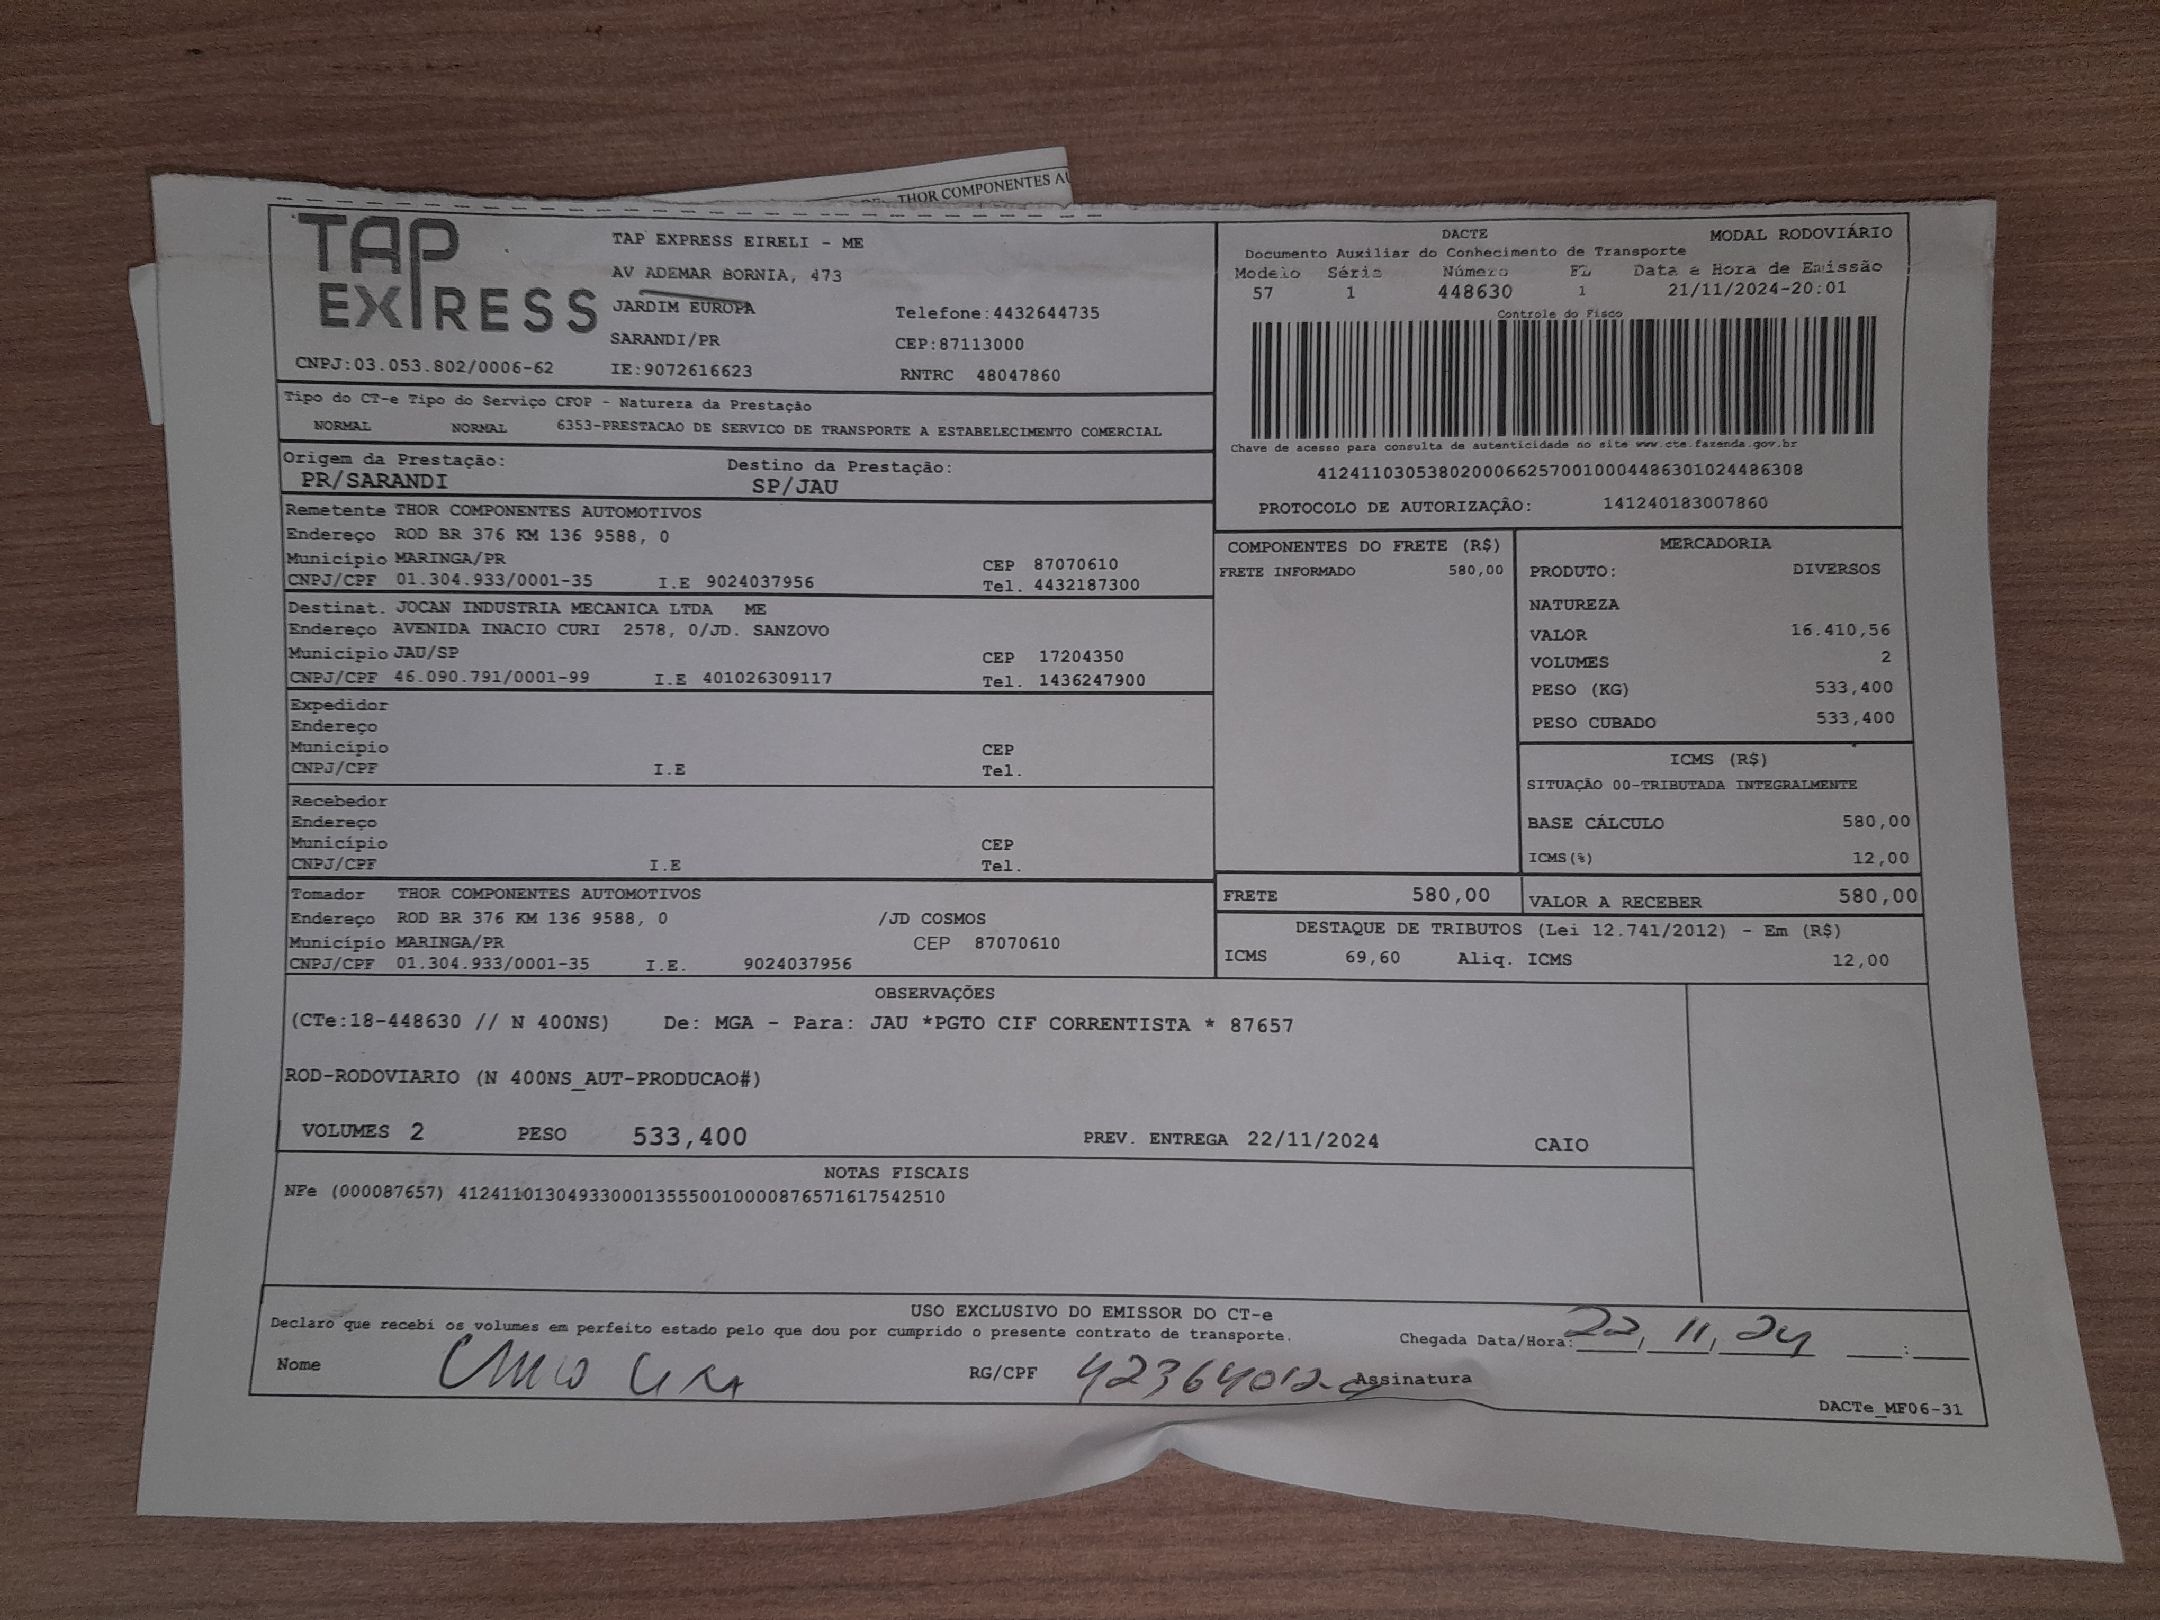 THOR COMPONENTES AU
TAP EXPRESS
CNPJ:03.053.802/0006-62
TAP EXPRESS EIRELI - ME
AV ADEMAR BORNIA, 473
JARDIM EUROPA
SARANDI/PR
IE:9072616623
Telefone:4432644735
CEP:87113000
RNTRC 48047860
DACTE MODAL RODOVIÁRIO
Documento Auxiliar do Conhecimento de Transporte
Modelo Série Número FL Data e Hora de Emissão
57 1 448630 1 21/11/2024-20:01
Controle do Fisco
Chave de acesso para consulta de autenticidade no site www.cte.fazenda.gov.br
41241103053802000662570010004486301024486308
PROTOCOLO DE AUTORIZAÇÃO: 141240183007860
Tipo do CT-e Tipo do Serviço CFOP - Natureza da Prestação
NORMAL NORMAL 6353-PRESTACAO DE SERVICO DE TRANSPORTE A ESTABELECIMENTO COMERCIAL
Origem da Prestação: Destino da Prestação:
PR/SARANDI SP/JAU
Remetente THOR COMPONENTES AUTOMOTIVOS
Endereço ROD BR 376 KM 136 9588, 0
Município MARINGA/PR CEP 87070610
CNPJ/CPF 01.304.933/0001-35 I.E 9024037956 Tel. 4432187300
Destinat. JOCAN INDUSTRIA MECANICA LTDA ME
Endereço AVENIDA INACIO CURI 2578, 0/JD. SANZOVO
Município JAU/SP CEP 17204350
CNPJ/CPF 46.090.791/0001-99 I.E 401026309117 Tel. 1436247900
Expedidor
Endereço
Município CEP
CNPJ/CPF I.E Tel.
Recebedor
Endereço
Município CEP
CNPJ/CPF I.E Tel.
Tomador THOR COMPONENTES AUTOMOTIVOS
Endereço ROD BR 376 KM 136 9588, 0 /JD COSMOS
Município MARINGA/PR CEP 87070610
CNPJ/CPF 01.304.933/0001-35 I.E. 9024037956
COMPONENTES DO FRETE (R$)
FRETE INFORMADO 580,00
MERCADORIA
PRODUTO: DIVERSOS
NATUREZA
VALOR 16.410,56
VOLUMES 2
PESO (KG) 533,400
PESO CUBADO 533,400
ICMS (R$)
SITUAÇÃO 00-TRIBUTADA INTEGRALMENTE
BASE CÁLCULO 580,00
ICMS(%) 12,00
FRETE 580,00 VALOR A RECEBER 580,00
DESTAQUE DE TRIBUTOS (Lei 12.741/2012) - Em (R$)
ICMS 69,60 Aliq. ICMS 12,00
OBSERVAÇÕES
(CTe:18-448630 // N 400NS) De: MGA - Para: JAU *PGTO CIF CORRENTISTA * 87657
ROD-RODOVIARIO (N 400NS_AUT-PRODUCAO#)
VOLUMES 2 PESO 533,400 PREV. ENTREGA 22/11/2024 CAIO
NOTAS FISCAIS
NFe (000087657) 41241101304933000135550010000876571617542510
USO EXCLUSIVO DO EMISSOR DO CT-e
Declaro que recebi os volumes em perfeito estado pelo que dou por cumprido o presente contrato de transporte. Chegada Data/Hora: 22, 11, 24 :
Nome RG/CPF Assinatura
DACTe_MF06-31